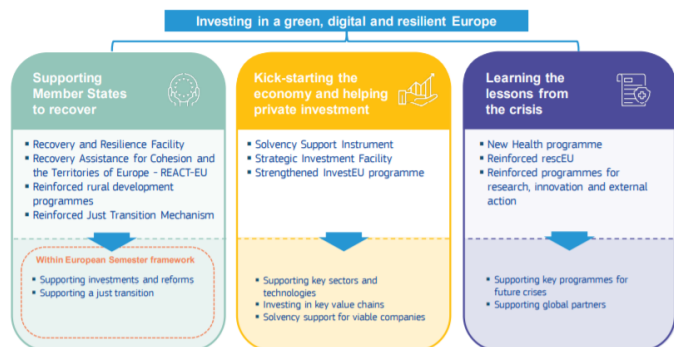 Investing in a green, digital and resilient Europe
Supporting
Member States
to recover
▪ Recovery and Resilience Facility
▪ Recovery Assistance for Cohesion and
the Territories of Europe - REACT-EU
▪ Reinforced rural development
programmes
▪ Reinforced Just Transition Mechanism
Within European Semester framework
▪ Supporting investments and reforms
▪ Supporting a just transition
Kick-starting the
economy and helping
private investment
▪ Solvency Support Instrument
▪ Strategic Investment Facility
▪ Strengthened InvestEU programme
▪ Supporting key sectors and
technologies
▪ Investing in key value chains
▪ Solvency support for viable companies
Learning the
lessons from
the crisis
▪ New Health programme
▪ Reinforced rescEU
▪ Reinforced programmes for
research, innovation and external
action
▪ Supporting key programmes for
future crises
▪ Supporting global partners